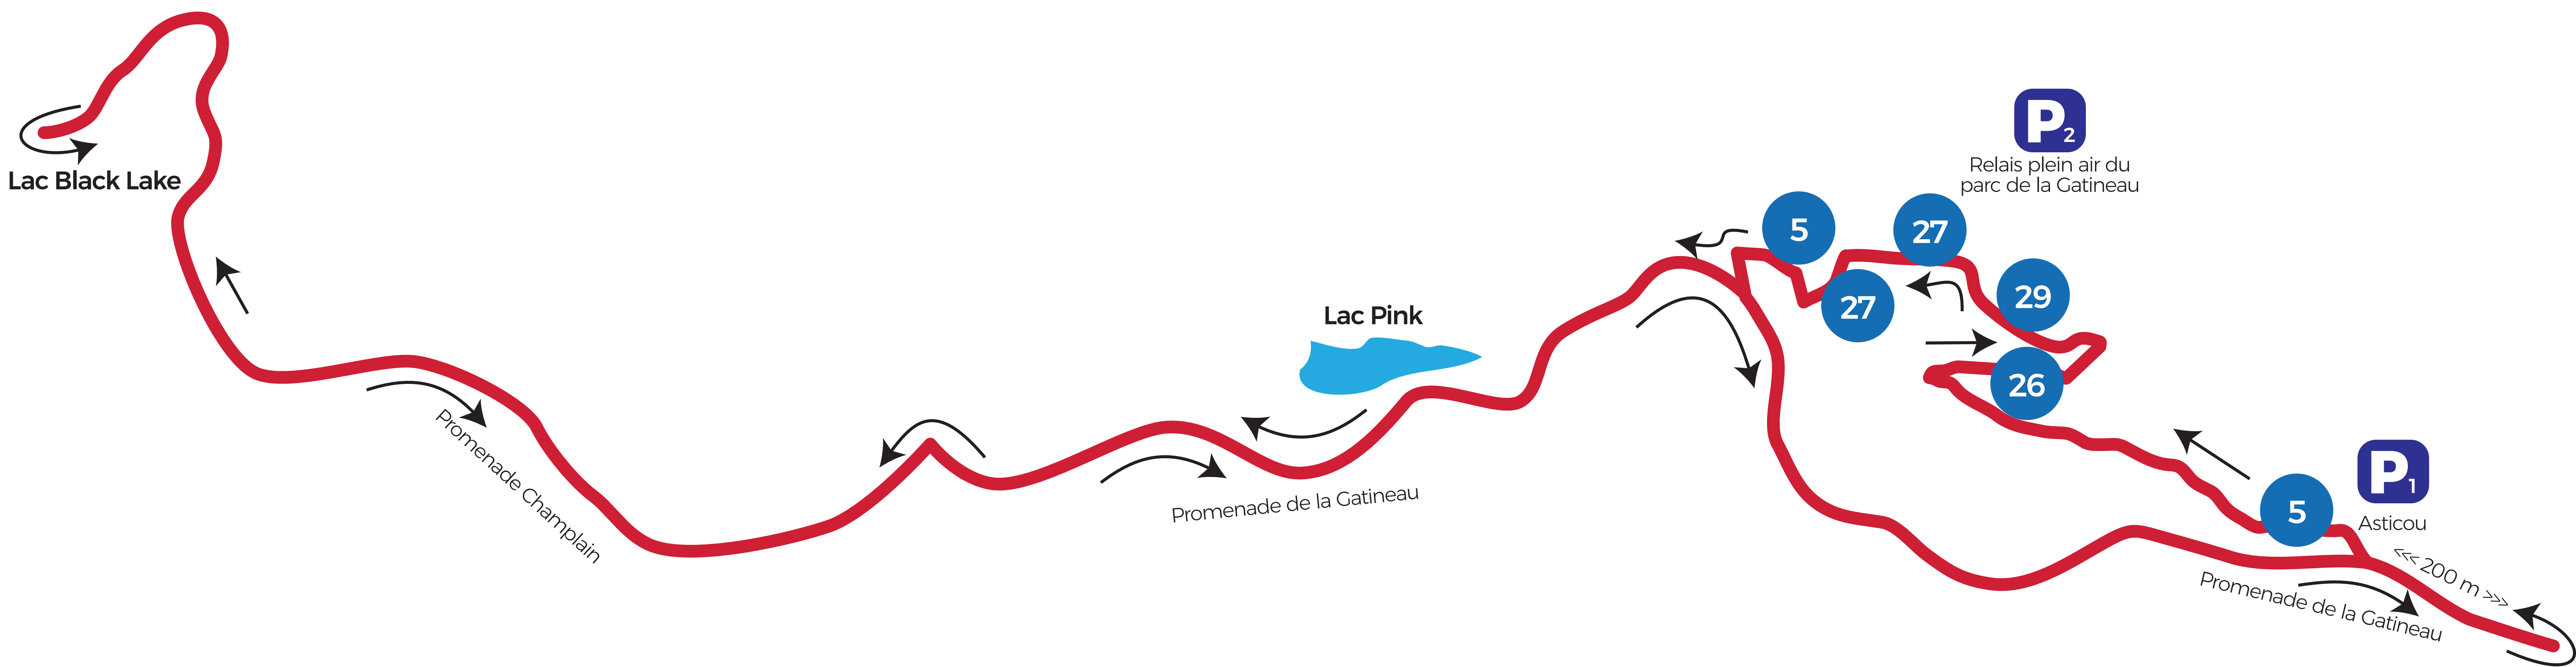 Lac Black Lake
Promenade Champlain
Lac Pink
Promenade de la Gatineau
P2
Relais plein air du
parc de la Gatineau
5
27
27
29
26
5
P1
Asticou
<<< 200 m >>>
Promenade de la Gatineau